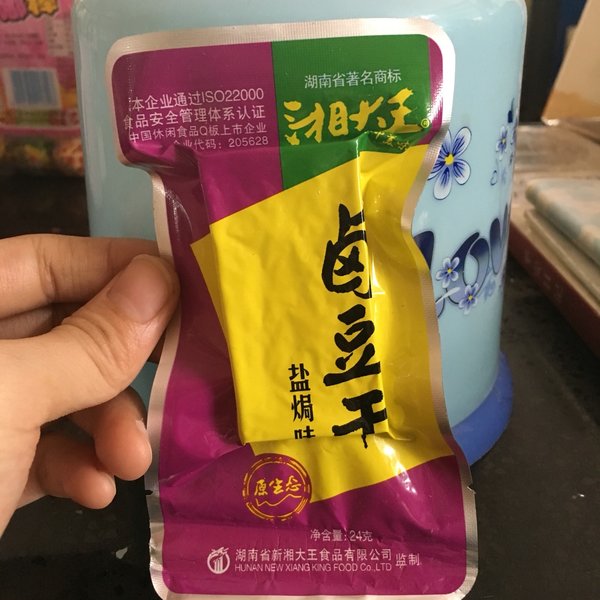 湖南省著名商标
湘大王
本企业通过ISO22000
食品安全管理体系认证
中国休闲食品Q板上市企业
企业代码：205628
卤豆干
盐焗味
原生态
净含量：24克
湖南省新湘大王食品有限公司 监制
HUNAN NEW XIANG KING FOOD Co.,LTD